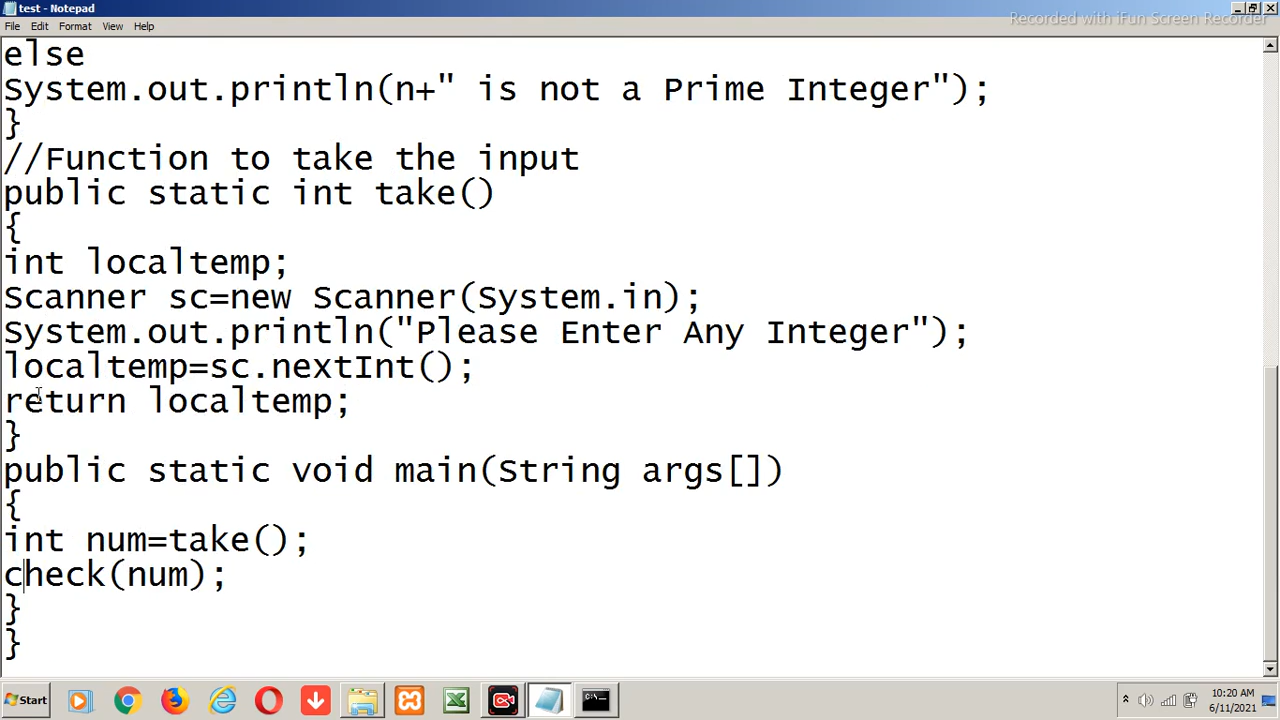 test - Notepad
Recorded with iFun Screen Recorder
File Edit Format View Help
else
System.out.println(n+" is not a Prime Integer");
}
//Function to take the input
public static int take()
{
int localtemp;
Scanner sc=new Scanner(System.in);
System.out.println("Please Enter Any Integer");
localtemp=sc.nextInt();
return localtemp;
}
public static void main(String args[])
{
int num=take();
check(num);
}
}
Start
10:20 AM
6/11/2021